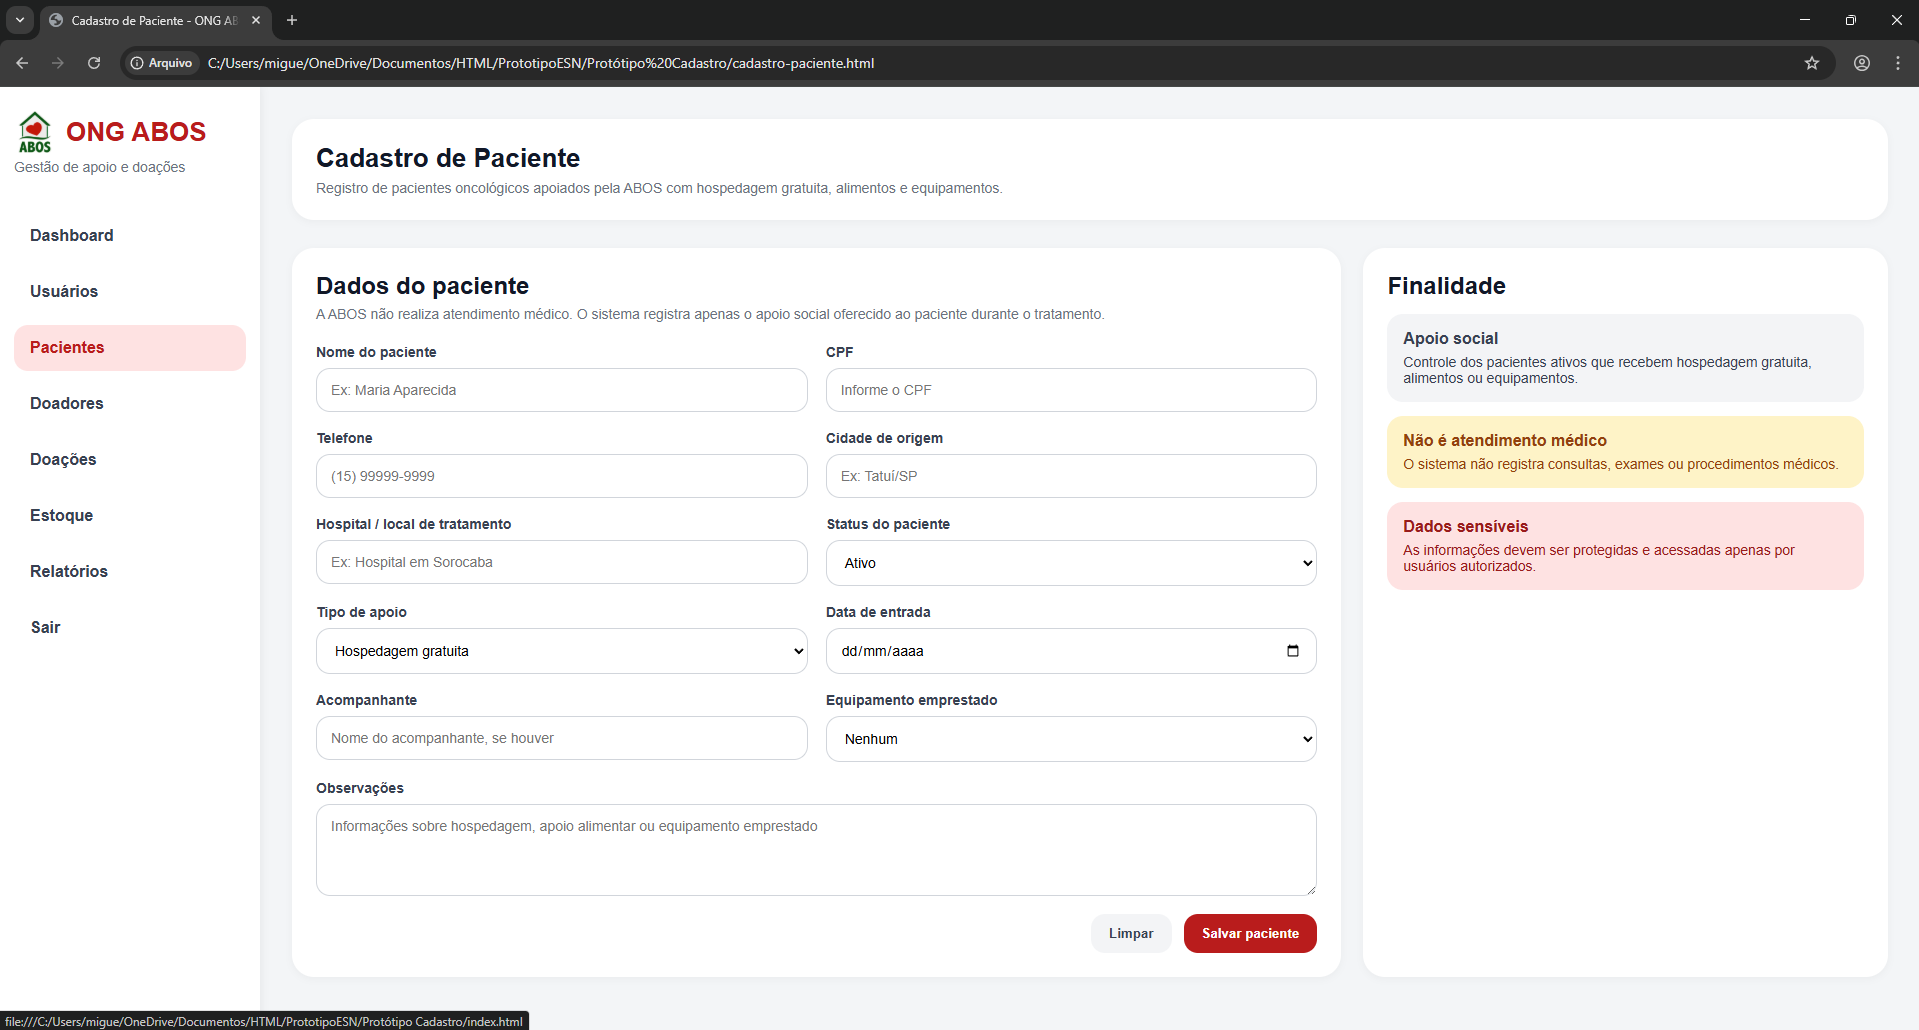 Cadastro de Paciente - ONG AB
Arquivo
C:/Users/migue/OneDrive/Documentos/HTML/PrototipoESN/Protótipo%20Cadastro/cadastro-paciente.html
ABOS
ONG ABOS
Gestão de apoio e doações
Dashboard
Usuários
Pacientes
Doadores
Doações
Estoque
Relatórios
Sair
Cadastro de Paciente
Registro de pacientes oncológicos apoiados pela ABOS com hospedagem gratuita, alimentos e equipamentos.
Dados do paciente
A ABOS não realiza atendimento médico. O sistema registra apenas o apoio social oferecido ao paciente durante o tratamento.
Nome do paciente
Ex: Maria Aparecida
CPF
Informe o CPF
Telefone
(15) 99999-9999
Cidade de origem
Ex: Tatuí/SP
Hospital / local de tratamento
Ex: Hospital em Sorocaba
Status do paciente
Ativo
Tipo de apoio
Hospedagem gratuita
Data de entrada
dd/mm/aaaa
Acompanhante
Nome do acompanhante, se houver
Equipamento emprestado
Nenhum
Observações
Informações sobre hospedagem, apoio alimentar ou equipamento emprestado
Limpar
Salvar paciente
Finalidade
Apoio social
Controle dos pacientes ativos que recebem hospedagem gratuita,
alimentos ou equipamentos.
Não é atendimento médico
O sistema não registra consultas, exames ou procedimentos médicos.
Dados sensíveis
As informações devem ser protegidas e acessadas apenas por
usuários autorizados.
file:///C:/Users/migue/OneDrive/Documentos/HTML/PrototipoESN/Protótipo Cadastro/index.html